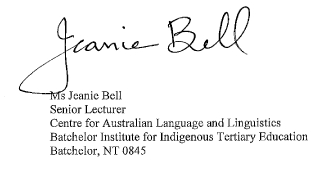 Jeanie Bell
Ms Jeanie Bell
Senior Lecturer
Centre for Australian Language and Linguistics
Batchelor Institute for Indigenous Tertiary Education
Batchelor, NT 0845